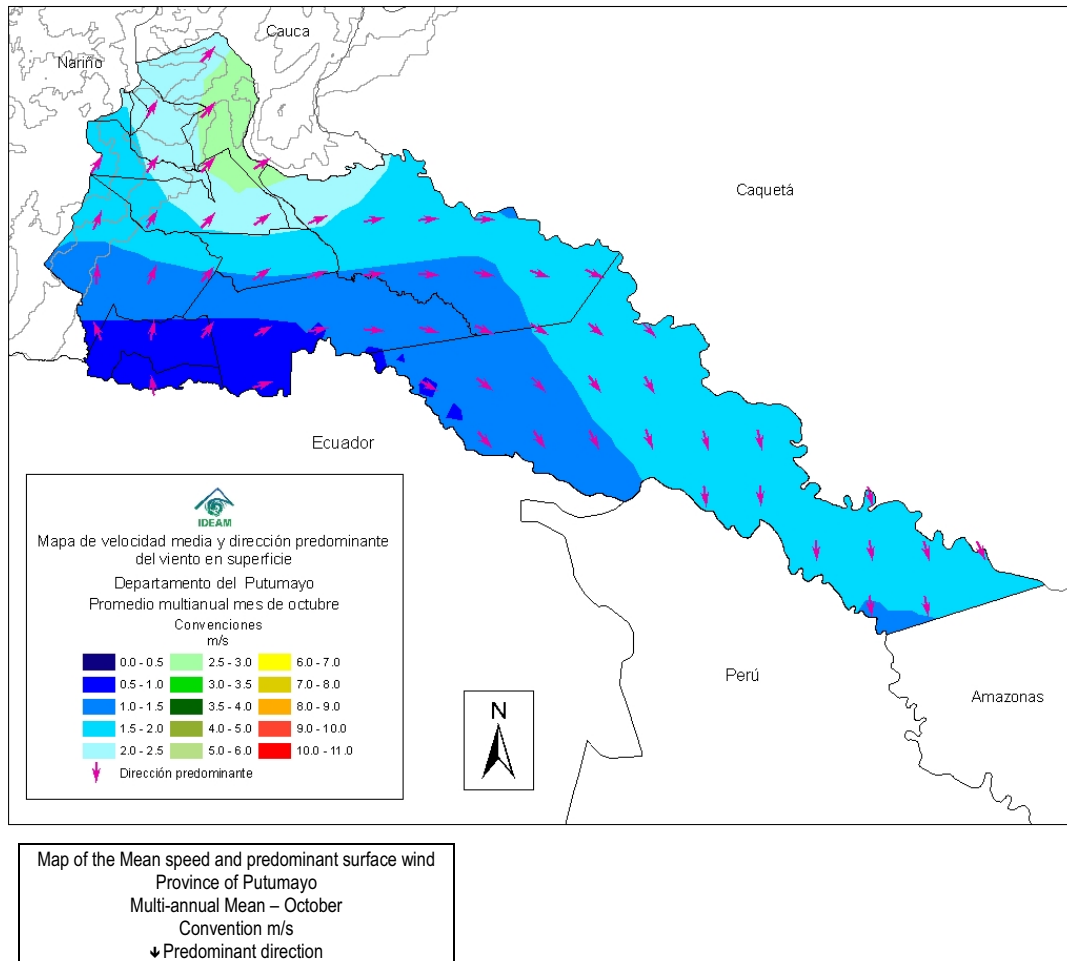 Cauca
Nariño
Caquetá
Ecuador
IDEAM
Mapa de velocidad media y dirección predominante
del viento en superficie
Departamento del Putumayo
Promedio multianual mes de octubre
Convenciones
m/s
0.0 - 0.5 2.5 - 3.0 6.0 - 7.0
0.5 - 1.0 3.0 - 3.5 7.0 - 8.0
1.0 - 1.5 3.5 - 4.0 8.0 - 9.0
1.5 - 2.0 4.0 - 5.0 9.0 - 10.0
2.0 - 2.5 5.0 - 6.0 10.0 - 11.0
Dirección predominante
N
Perú
Amazonas
Map of the Mean speed and predominant surface wind
Province of Putumayo
Multi-annual Mean – October
Convention m/s
Predominant direction